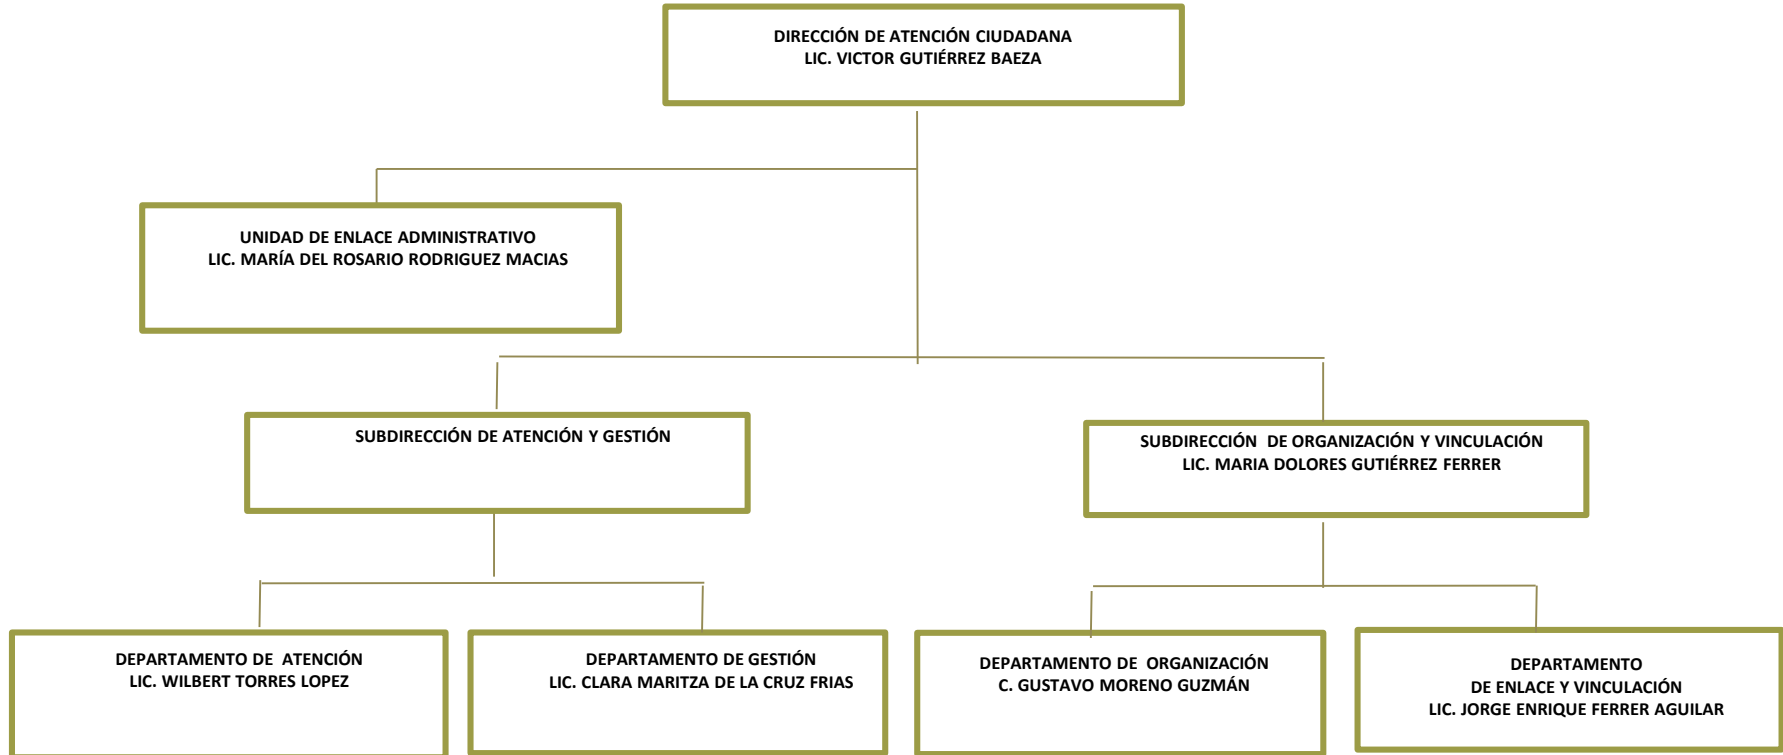 DIRECCIÓN DE ATENCIÓN CIUDADANA
LIC. VICTOR GUTIÉRREZ BAEZA
UNIDAD DE ENLACE ADMINISTRATIVO
LIC. MARÍA DEL ROSARIO RODRIGUEZ MACIAS
SUBDIRECCIÓN DE ATENCIÓN Y GESTIÓN
SUBDIRECCIÓN DE ORGANIZACIÓN Y VINCULACIÓN
LIC. MARIA DOLORES GUTIÉRREZ FERRER
DEPARTAMENTO DE ATENCIÓN
LIC. WILBERT TORRES LOPEZ
DEPARTAMENTO DE GESTIÓN
LIC. CLARA MARITZA DE LA CRUZ FRIAS
DEPARTAMENTO DE ORGANIZACIÓN
C. GUSTAVO MORENO GUZMÁN
DEPARTAMENTO
DE ENLACE Y VINCULACIÓN
LIC. JORGE ENRIQUE FERRER AGUILAR